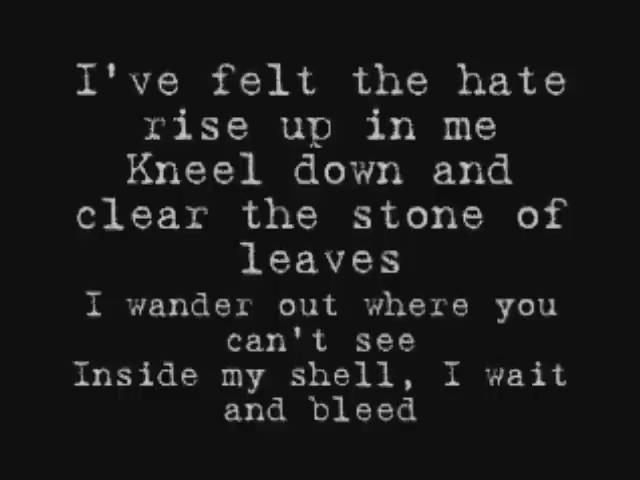 I've felt the hate
rise up in me
Kneel down and
clear the stone of
leaves
I wander out where you
can't see
Inside my shell, I wait
and bleed